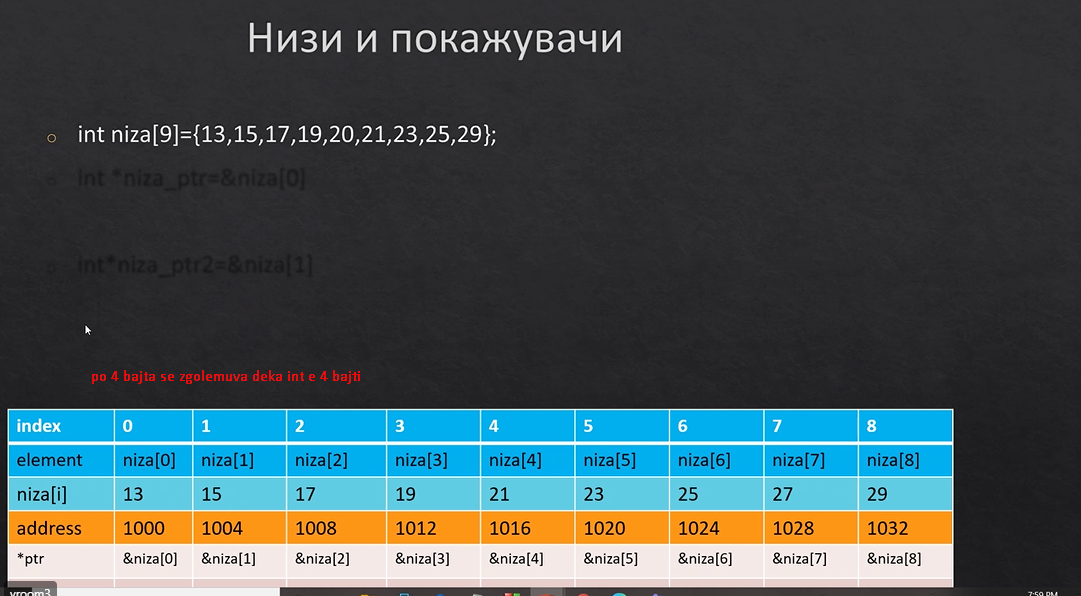 Низи и покажувачи
int niza[9]={13,15,17,19,20,21,23,25,29};
Int *niza_ptr=&niza[0]
int*niza_ptr2=&niza[1]
po 4 bajta se zgolemuva deka int e 4 bajti
index 0 1 2 3 4 5 6 7 8
element niza[0] niza[1] niza[2] niza[3] niza[4] niza[5] niza[6] niza[7] niza[8]
niza[i] 13 15 17 19 21 23 25 27 29
address 1000 1004 1008 1012 1016 1020 1024 1028 1032
*ptr &niza[0] &niza[1] &niza[2] &niza[3] &niza[4] &niza[5] &niza[6] &niza[7] &niza[8]
vroom3
7:59 PM